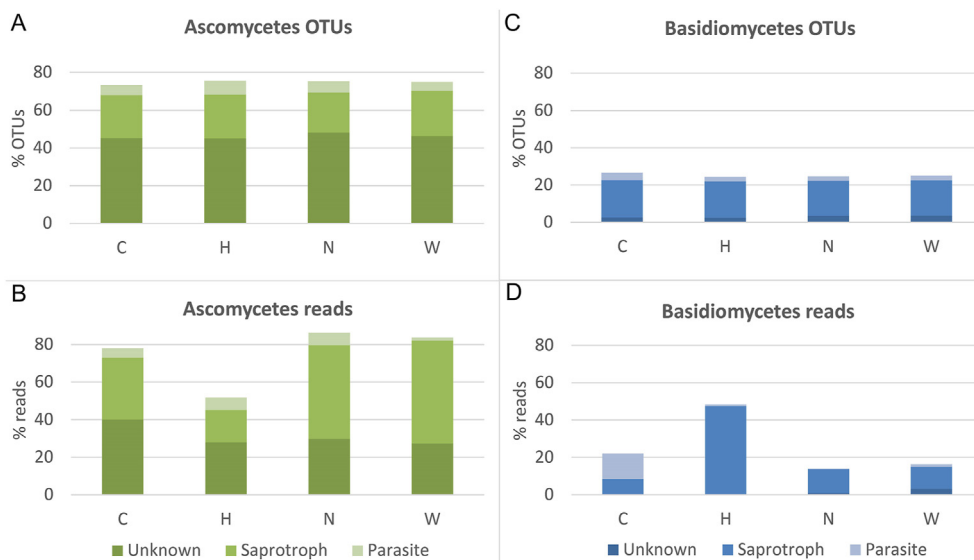 A
Ascomycetes OTUs
80
60
40
20
0
% OTUs
C H N W
C
Basidiomycetes OTUs
80
60
40
20
0
% OTUs
C H N W
B
Ascomycetes reads
80
60
40
20
0
% reads
C H N W
Unknown Saprotroph Parasite
D
Basidiomycetes reads
80
60
40
20
0
% reads
C H N W
Unknown Saprotroph Parasite